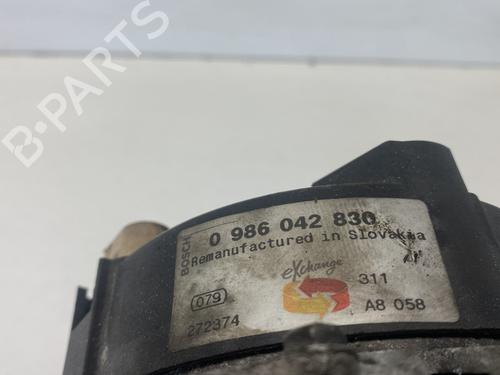 B-PARTS
BOSCH
0 986 042 830
Remanufactured in Slovakia
eXchange
311
079
A8 058
272374